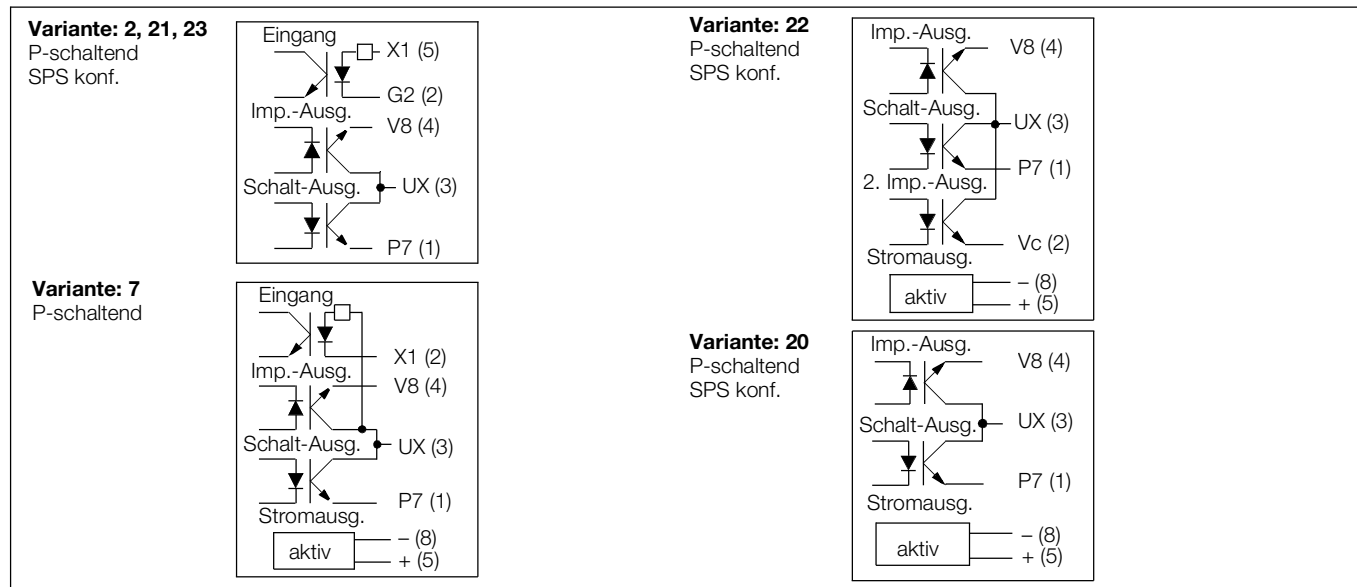 Variante: 2, 21, 23
P-schaltend
SPS konf.
Eingang
X1 (5)
G2 (2)
Imp.-Ausg.
V8 (4)
Schalt-Ausg.
UX (3)
P7 (1)
Variante: 7
P-schaltend
Eingang
X1 (2)
Imp.-Ausg.
V8 (4)
Schalt-Ausg.
UX (3)
P7 (1)
Stromausg.
aktiv
– (8)
+ (5)
Variante: 22
P-schaltend
SPS konf.
Imp.-Ausg.
V8 (4)
Schalt-Ausg.
UX (3)
P7 (1)
2. Imp.-Ausg.
Vc (2)
Stromausg.
aktiv
– (8)
+ (5)
Variante: 20
P-schaltend
SPS konf.
Imp.-Ausg.
V8 (4)
Schalt-Ausg.
UX (3)
P7 (1)
Stromausg.
aktiv
– (8)
+ (5)